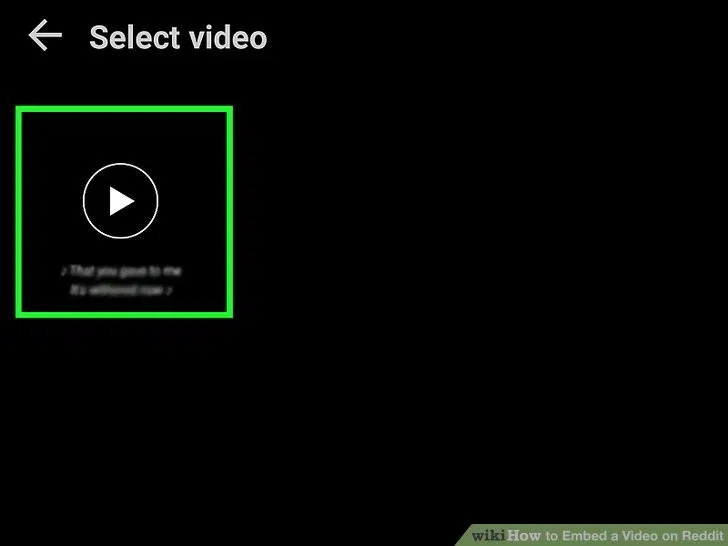 Select video
♪ That you gave to me
It's withered now ♪
wikiHow to Embed a Video on Reddit